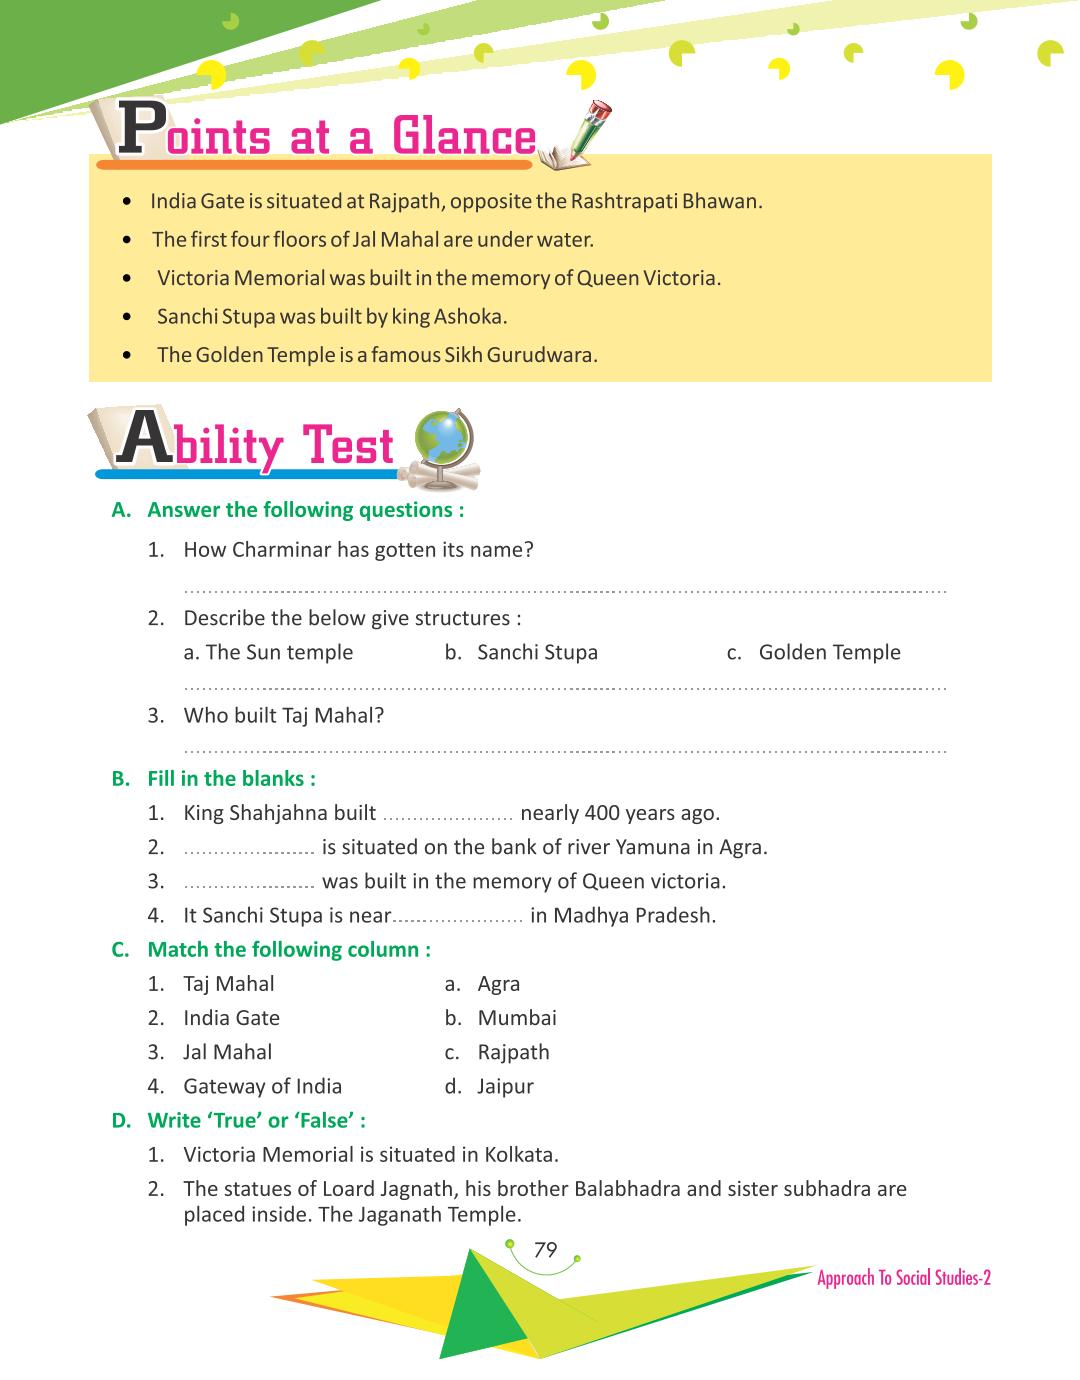 Points at a Glance
• India Gate is situated at Rajpath, opposite the Rashtrapati Bhawan.
• The first four floors of Jal Mahal are under water.
• Victoria Memorial was built in the memory of Queen Victoria.
• Sanchi Stupa was built by king Ashoka.
• The Golden Temple is a famous Sikh Gurudwara.
Ability Test
A. Answer the following questions :
1. How Charminar has gotten its name?
................................................................
2. Describe the below give structures :
a. The Sun temple b. Sanchi Stupa c. Golden Temple
................................................................
3. Who built Taj Mahal?
................................................................
B. Fill in the blanks :
1. King Shahjahna built ...................... nearly 400 years ago.
2. ...................... is situated on the bank of river Yamuna in Agra.
3. ...................... was built in the memory of Queen victoria.
4. It Sanchi Stupa is near...................... in Madhya Pradesh.
C. Match the following column :
1. Taj Mahal a. Agra
2. India Gate b. Mumbai
3. Jal Mahal c. Rajpath
4. Gateway of India d. Jaipur
D. Write ‘True’ or ‘False’ :
1. Victoria Memorial is situated in Kolkata.
2. The statues of Loard Jagnath, his brother Balabhadra and sister subhadra are
placed inside. The Jaganath Temple.
79
Approach To Social Studies-2